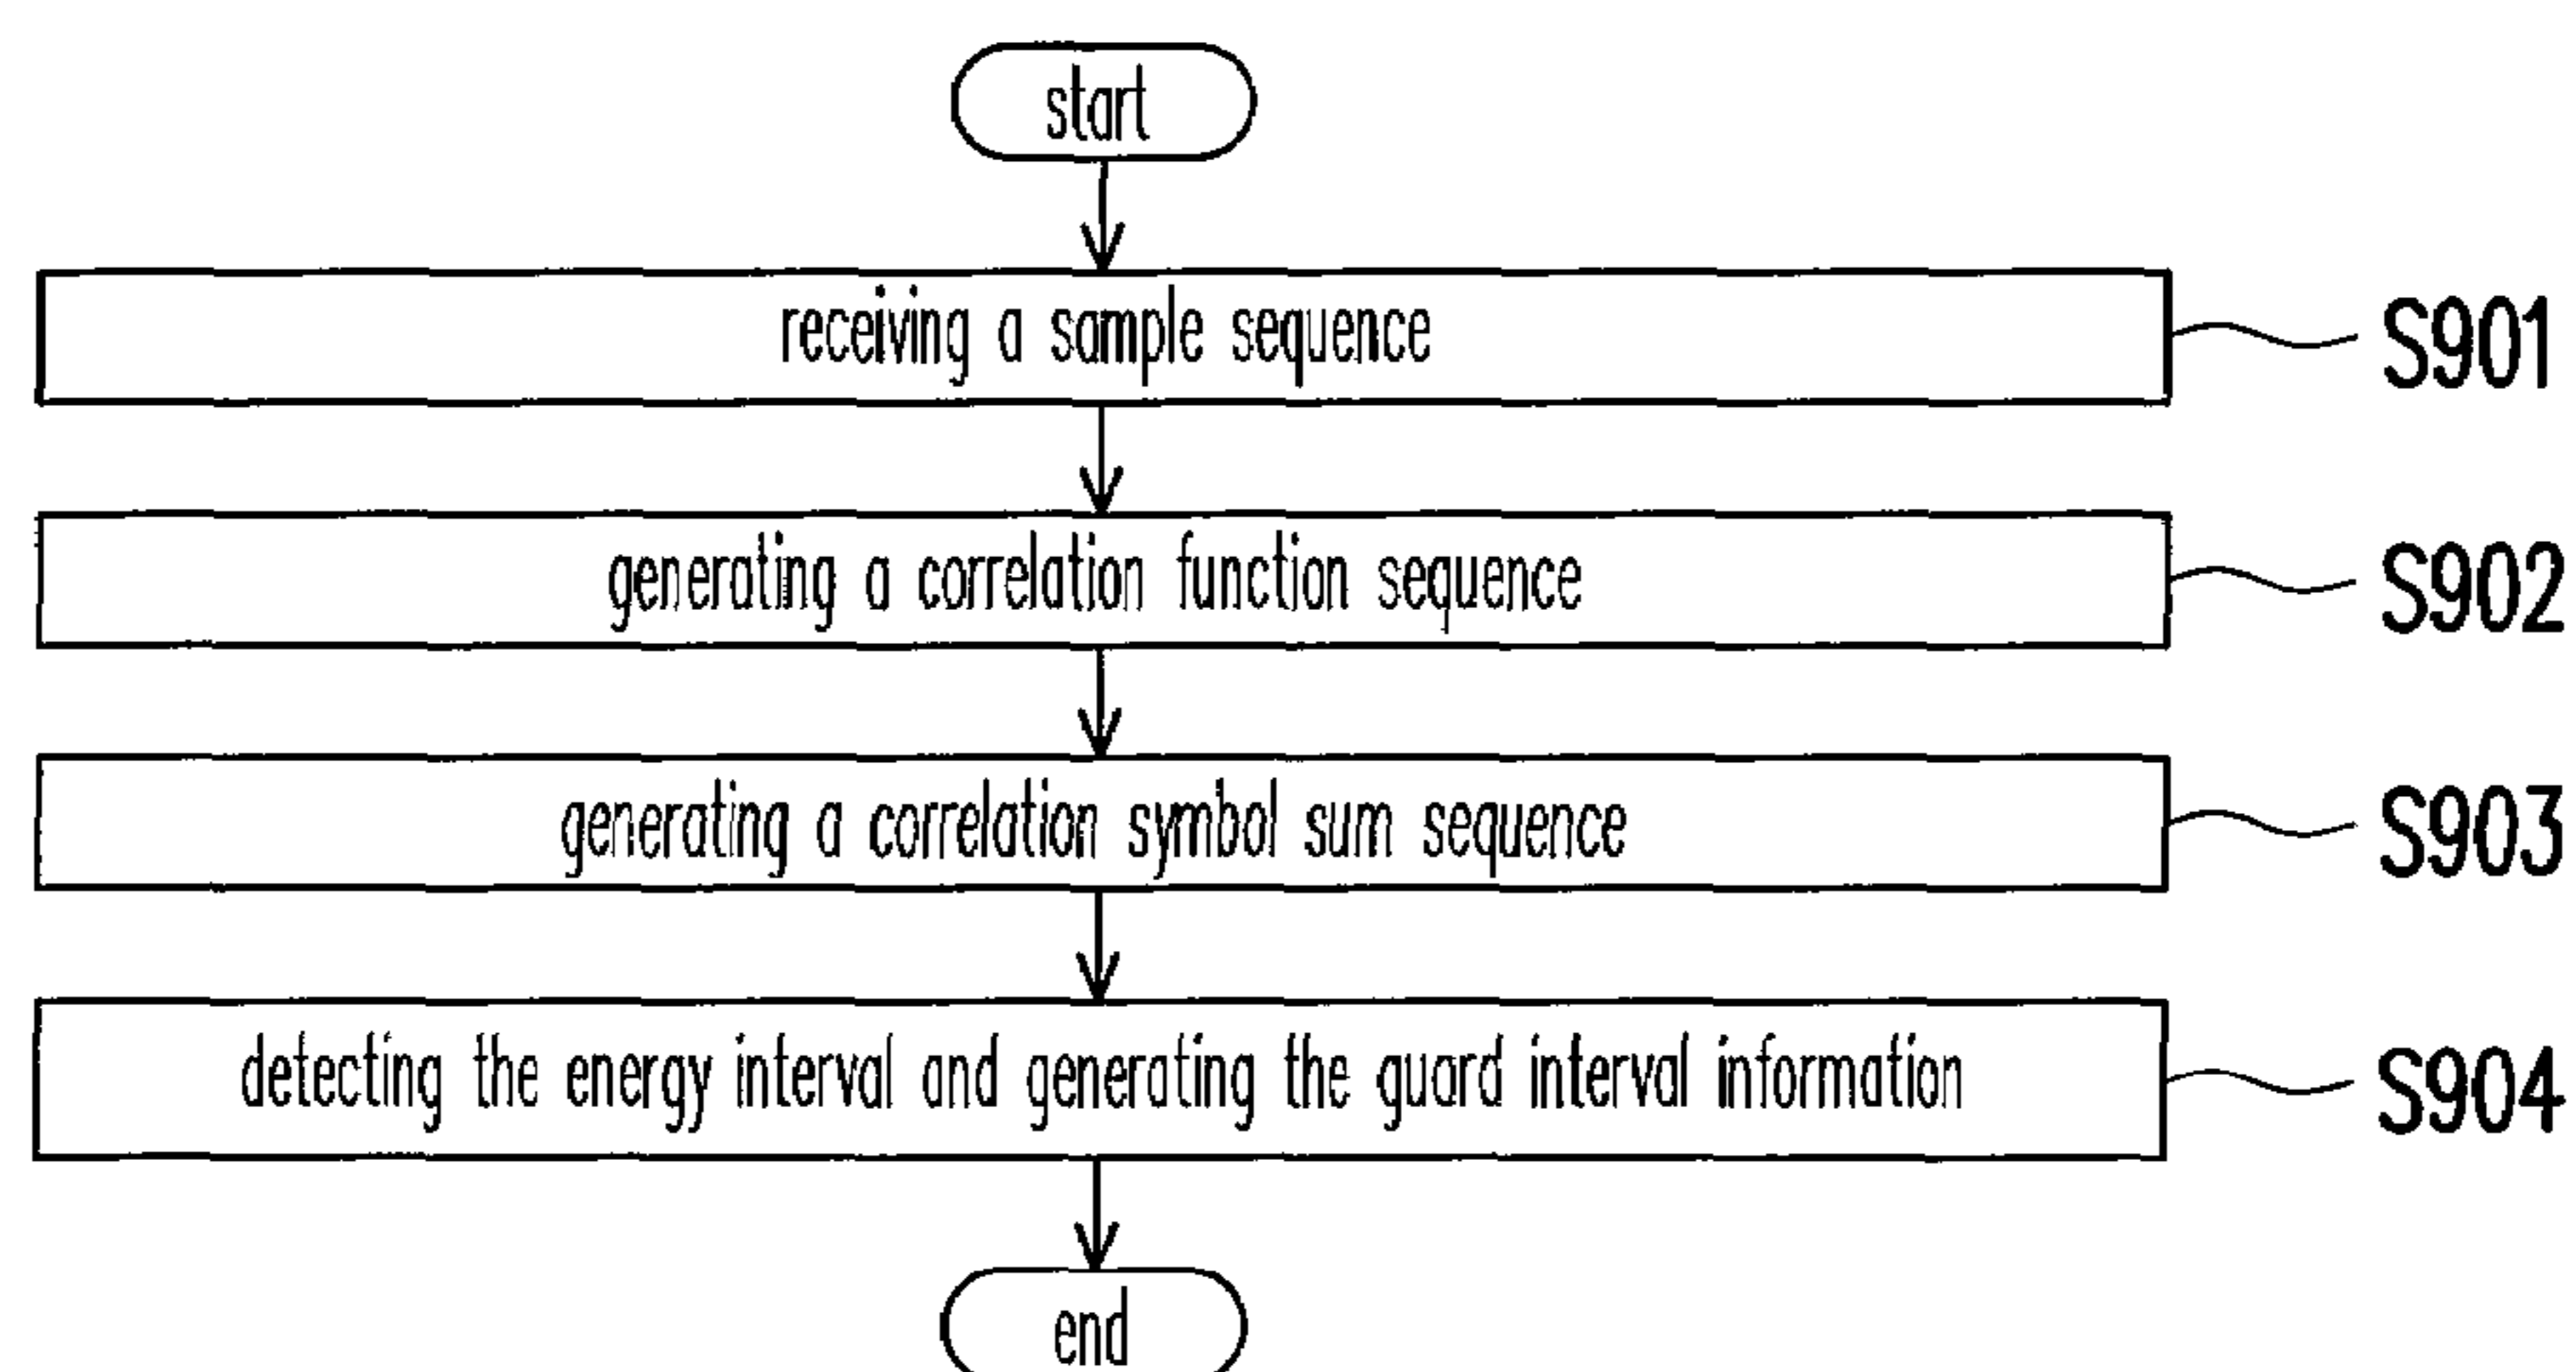 start
receiving a sample sequence
S901
generating a correlation function sequence
S902
generating a correlation symbol sum sequence
S903
detecting the energy interval and generating the guard interval information
S904
end